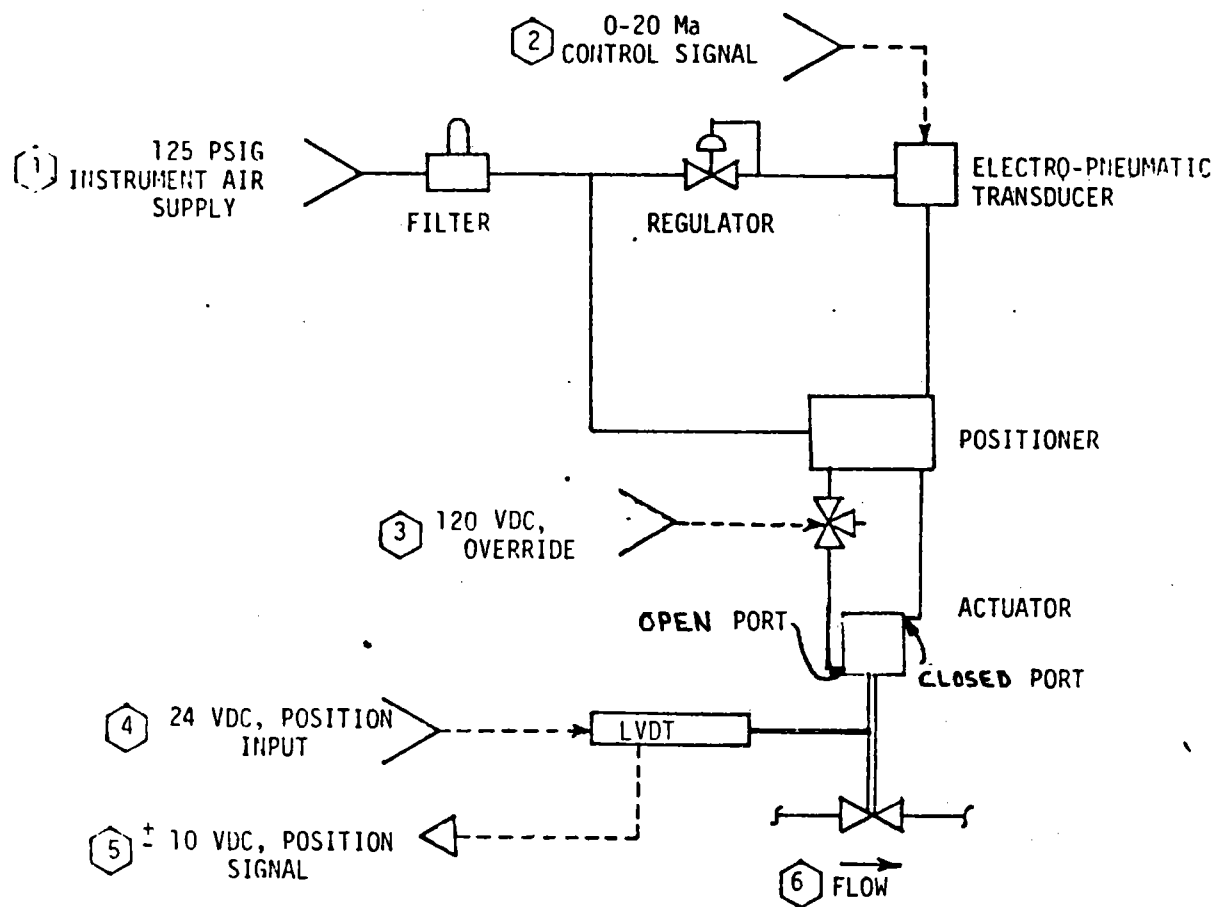 2
0-20 Ma
CONTROL SIGNAL
1
125 PSIG
INSTRUMENT AIR
SUPPLY
FILTER
REGULATOR
ELECTRO-PNEUMATIC
TRANSDUCER
POSITIONER
3
120 VDC,
OVERRIDE
ACTUATOR
OPEN PORT
CLOSED PORT
4
24 VDC, POSITION
INPUT
LVDT
5
± 10 VDC, POSITION
SIGNAL
6
FLOW